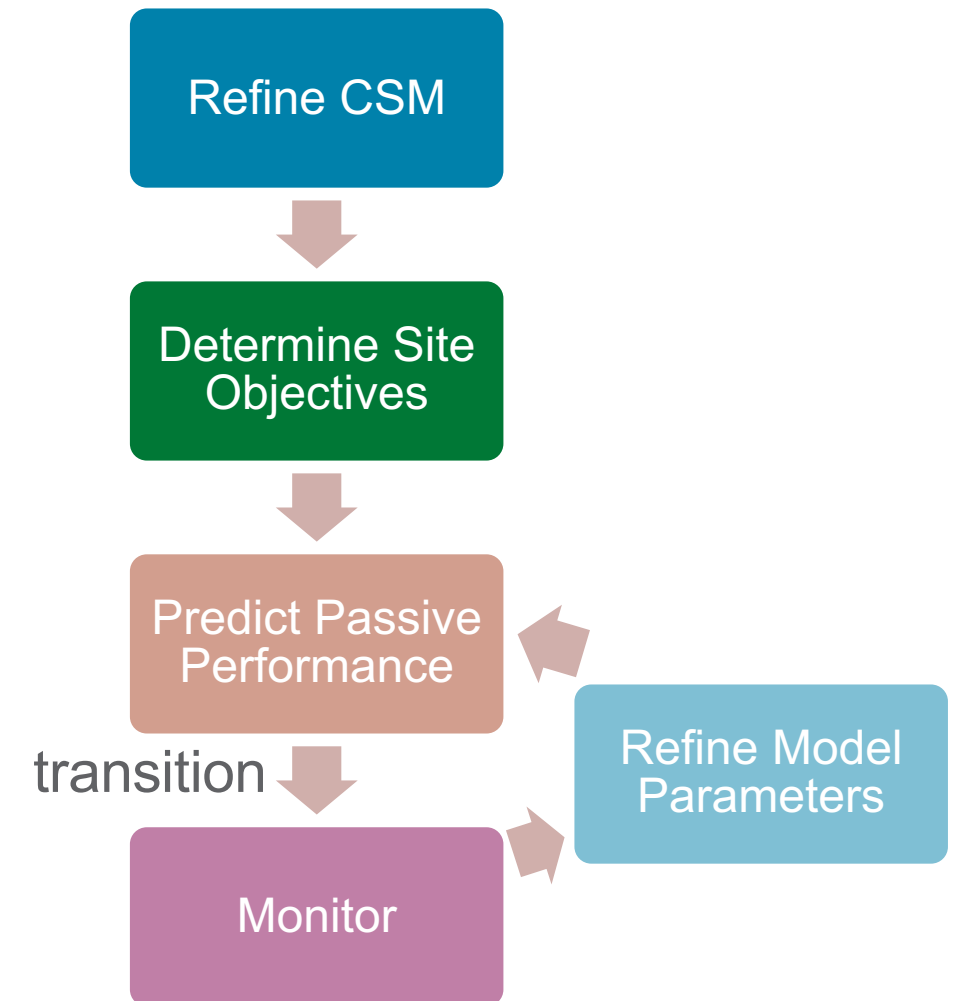 Refine CSM
Determine Site
Objectives
Predict Passive
Performance
transition
Refine Model
Parameters
Monitor